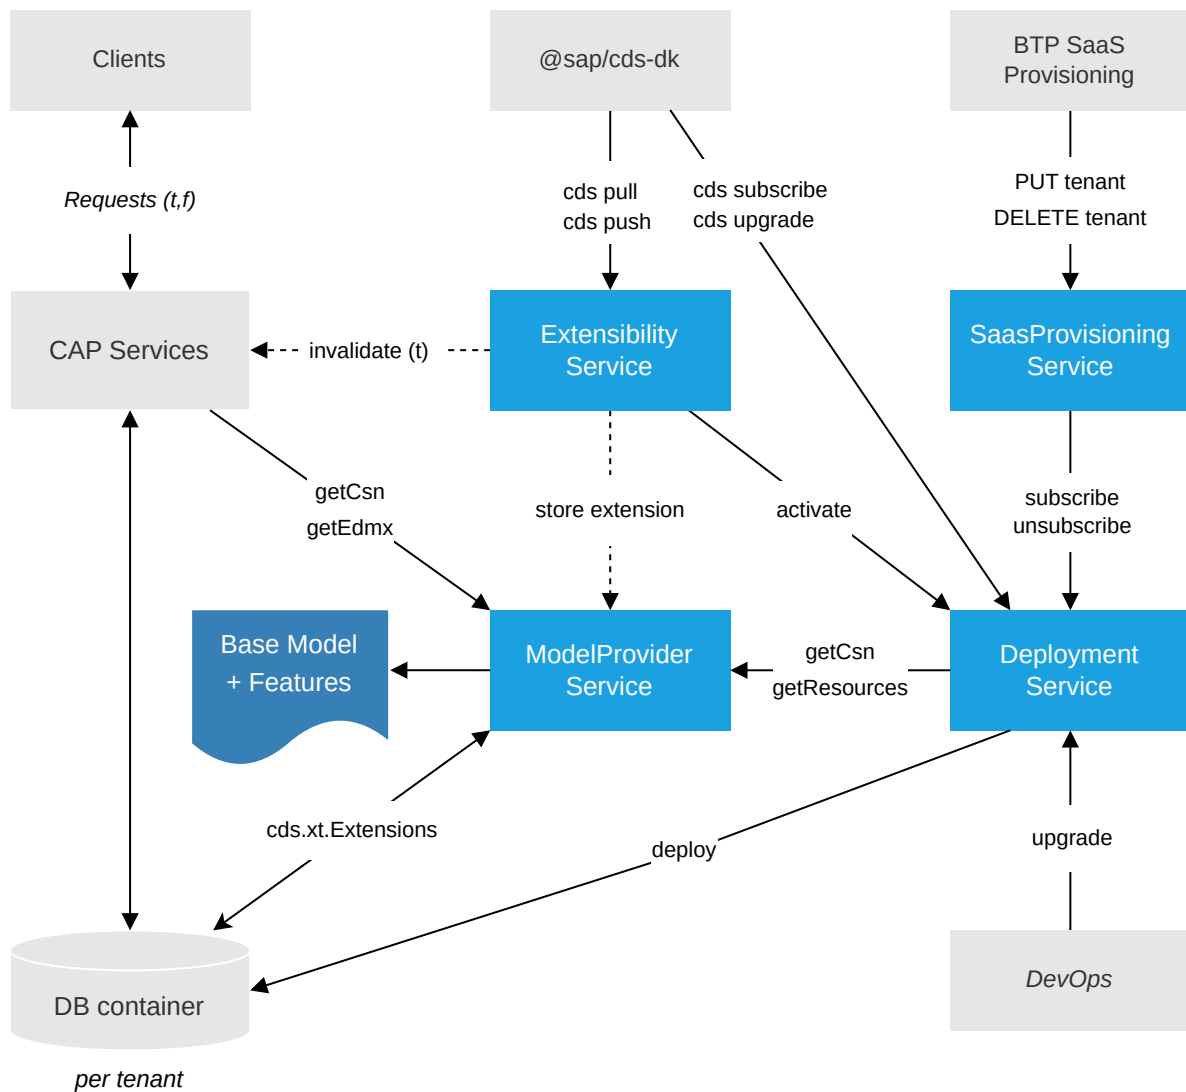 Clients
@sap/cds-dk
BTP SaaS
Provisioning
Requests (t,f)
cds pull
cds push
cds subscribe
cds upgrade
PUT tenant
DELETE tenant
CAP Services
invalidate (t)
Extensibility
Service
SaasProvisioning
Service
getCsn
getEdmx
store extension
activate
subscribe
unsubscribe
Base Model
+ Features
ModelProvider
Service
getCsn
getResources
Deployment
Service
cds.xt.Extensions
deploy
upgrade
DB container
DevOps
per tenant